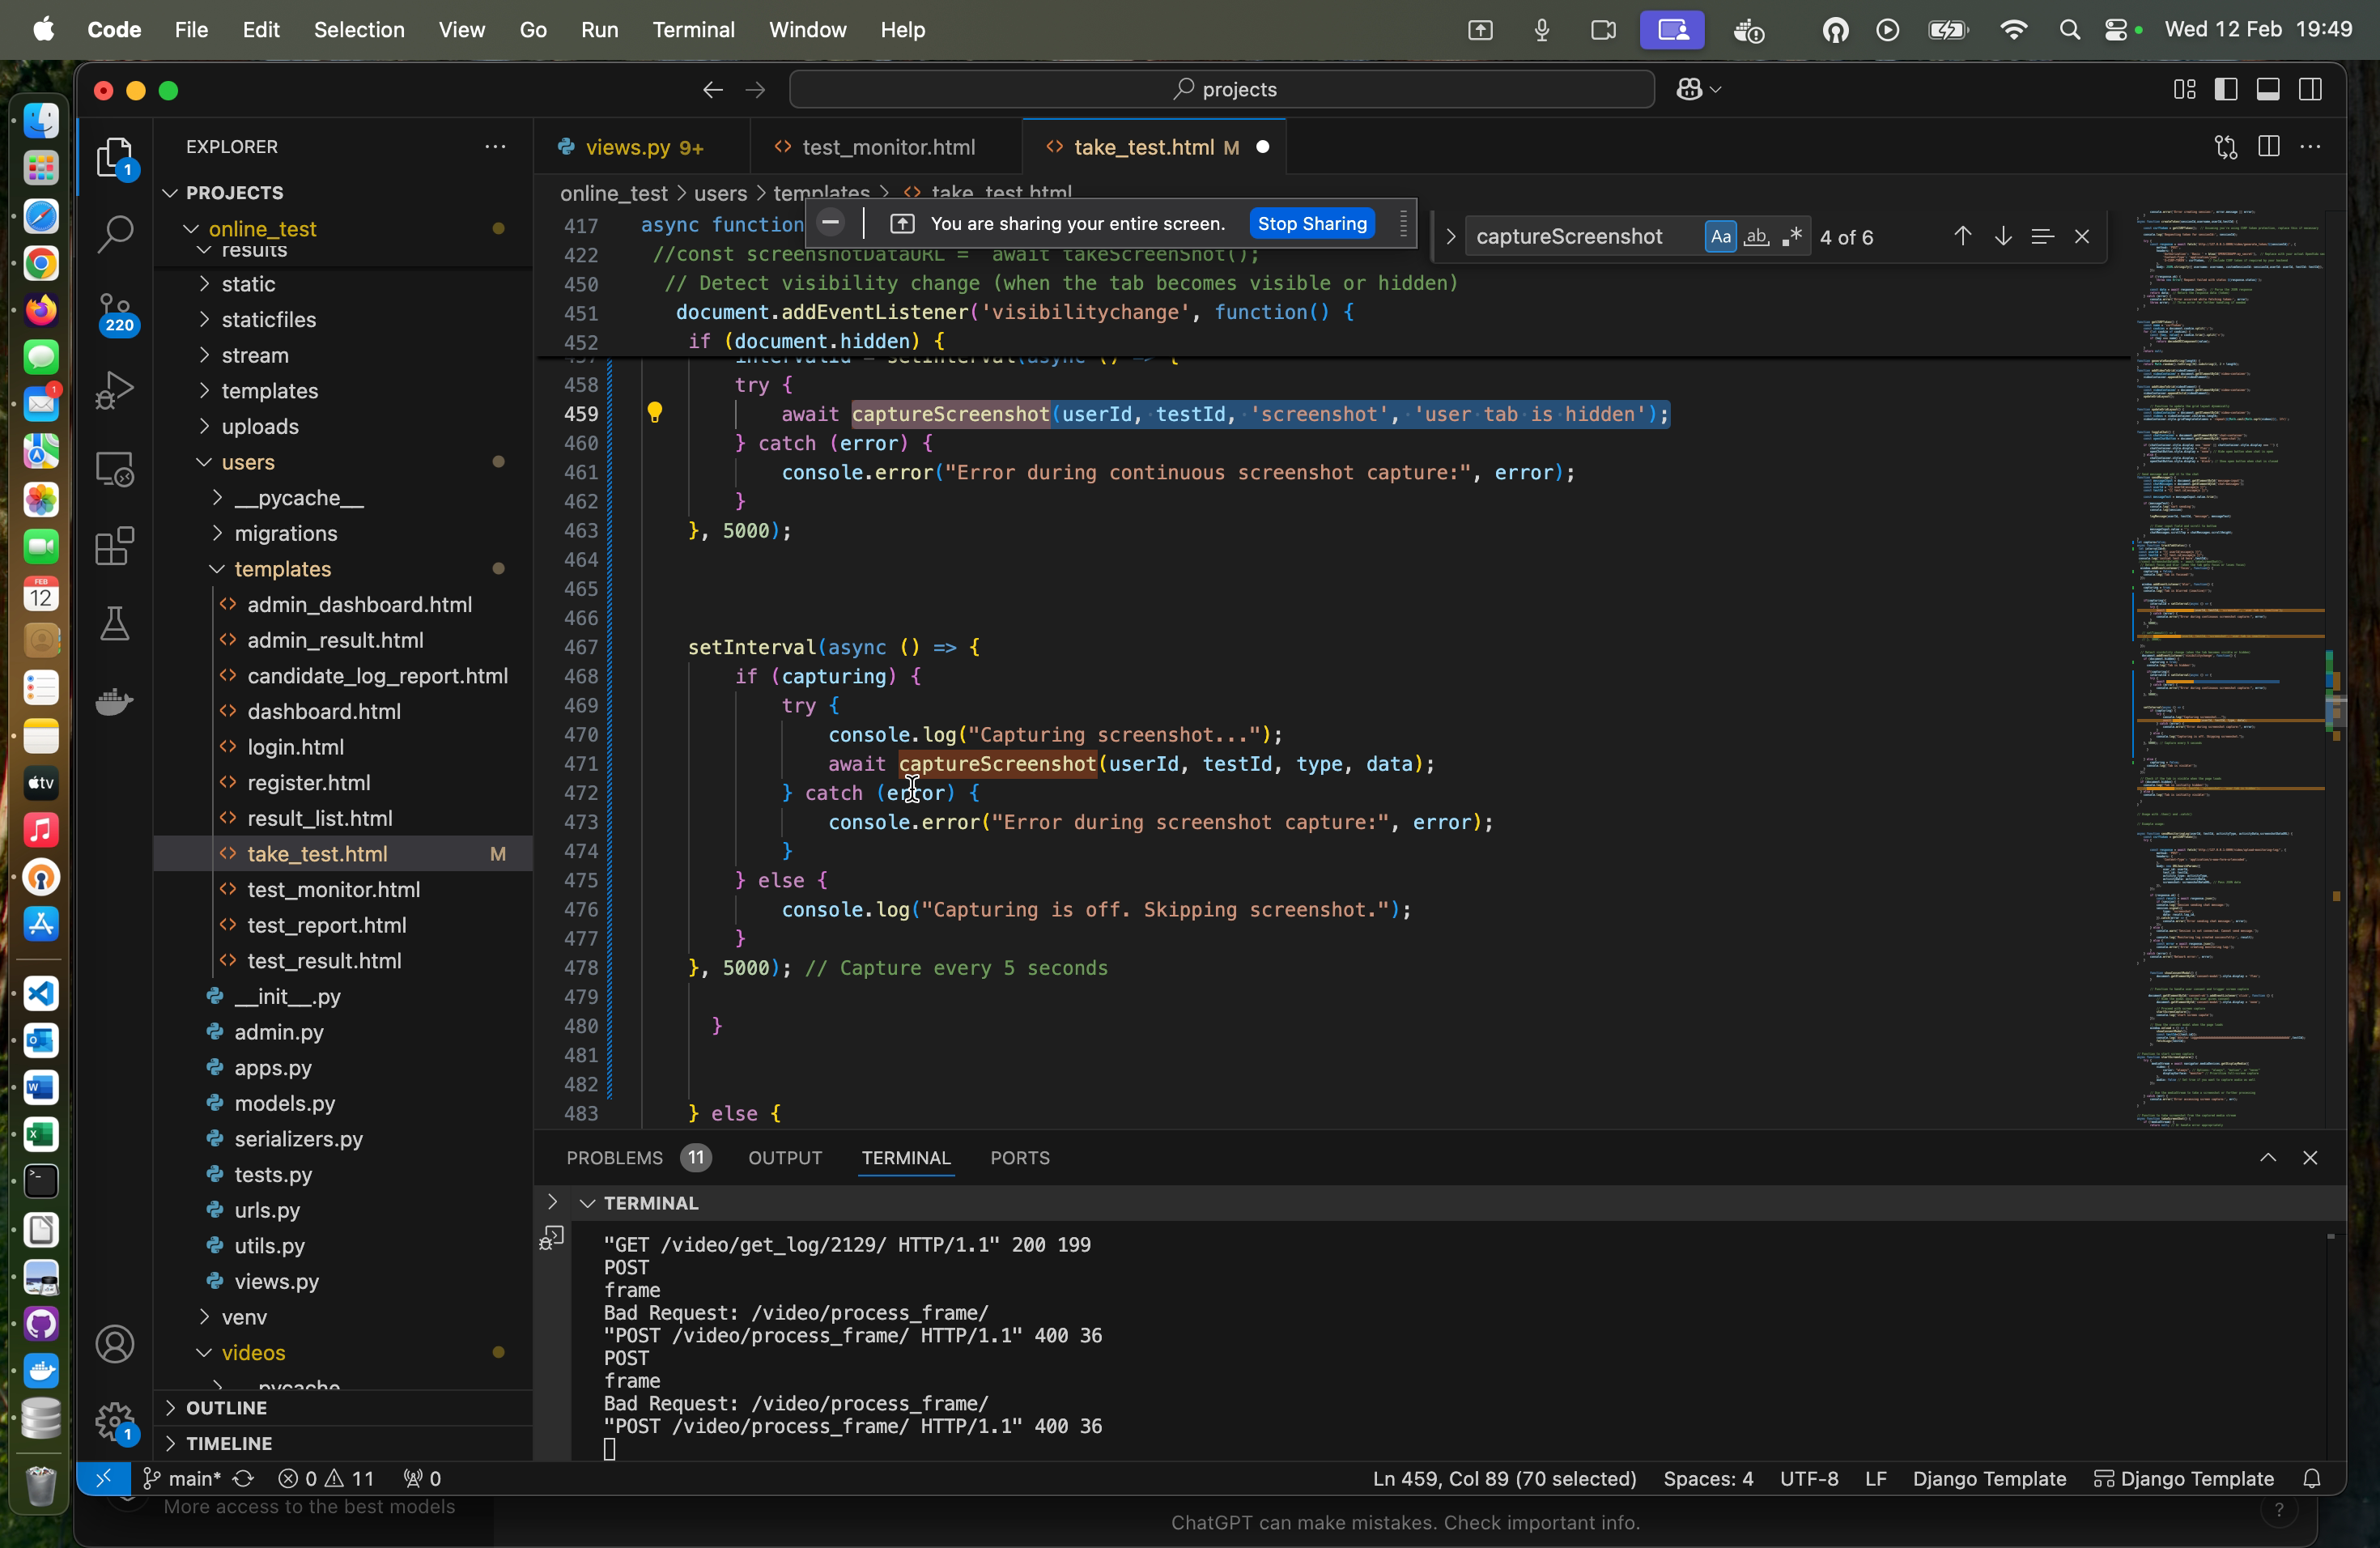 Code File Edit Selection View Go Run Terminal Window Help Wed 12 Feb 19:49
projects
EXPLORER
PROJECTS
online_test
results
static
staticfiles
stream
templates
uploads
users
__pycache__
migrations
templates
admin_dashboard.html
admin_result.html
candidate_log_report.html
dashboard.html
login.html
register.html
result_list.html
take_test.html M
test_monitor.html
test_report.html
test_result.html
__init__.py
admin.py
apps.py
models.py
serializers.py
tests.py
urls.py
utils.py
views.py
venv
videos
__pycache__
OUTLINE
TIMELINE
1
220
1
FEB
12
1
tv
views.py 9+ test_monitor.html take_test.html M
online_test > users > templates > take_test.html
You are sharing your entire screen. Stop Sharing
captureScreenshot Aa ab 4 of 6
417 async function
422 //const screenshotDataURL = await takeScreenShot();
450 // Detect visibility change (when the tab becomes visible or hidden)
451 document.addEventListener('visibilitychange', function() {
452 if (document.hidden) {
457 intervalId = setInterval(async () => {
458 try {
459 await captureScreenshot(userId, testId, 'screenshot', 'user tab is hidden');
460 } catch (error) {
461 console.error("Error during continuous screenshot capture:", error);
462 }
463 }, 5000);
464
465
466
467 setInterval(async () => {
468 if (capturing) {
469 try {
470 console.log("Capturing screenshot...");
471 await captureScreenshot(userId, testId, type, data);
472 } catch (error) {
473 console.error("Error during screenshot capture:", error);
474 }
475 } else {
476 console.log("Capturing is off. Skipping screenshot.");
477 }
478 }, 5000); // Capture every 5 seconds
479
480 }
481
482
483 } else {
PROBLEMS 11 OUTPUT TERMINAL PORTS
TERMINAL
"GET /video/get_log/2129/ HTTP/1.1" 200 199
POST
frame
Bad Request: /video/process_frame/
"POST /video/process_frame/ HTTP/1.1" 400 36
POST
frame
Bad Request: /video/process_frame/
"POST /video/process_frame/ HTTP/1.1" 400 36
main* 0 11 0 Ln 459, Col 89 (70 selected) Spaces: 4 UTF-8 LF Django Template Django Template
More access to the best models
ChatGPT can make mistakes. Check important info.
?